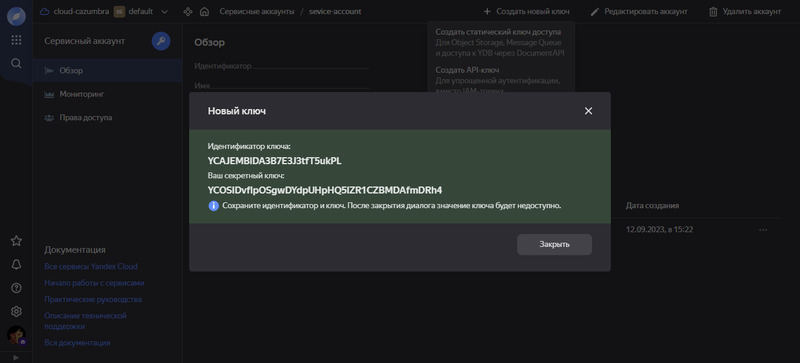 cloud-cazumbra
default
Сервисные аккаунты / sevice-account
Создать новый ключ
Редактировать аккаунт
Удалить аккаунт
Сервисный аккаунт
Обзор
Мониторинг
Права доступа
Обзор
Идентификатор
Имя
Создать статический ключ доступа
Для Object Storage, Message Queue
и доступа к YDB через DocumentAPI
Создать API-ключ
Для упрощенной аутентификации,
вместо IAM-токена
Новый ключ
Идентификатор ключа:
YCAJEMBIDA3B7E3J3tfT5ukPL
Ваш секретный ключ:
YCOSIDvflpOSgwDYdpUHpHQ5IZR1CZBMDAfmDRh4
Сохраните идентификатор и ключ. После закрытия диалога значение ключа будет недоступно.
Закрыть
Дата создания
12.09.2023, в 15:22
Документация
Все сервисы Yandex Cloud
Начало работы с сервисами
Практические руководства
Описание технической
поддержки
Вся документация